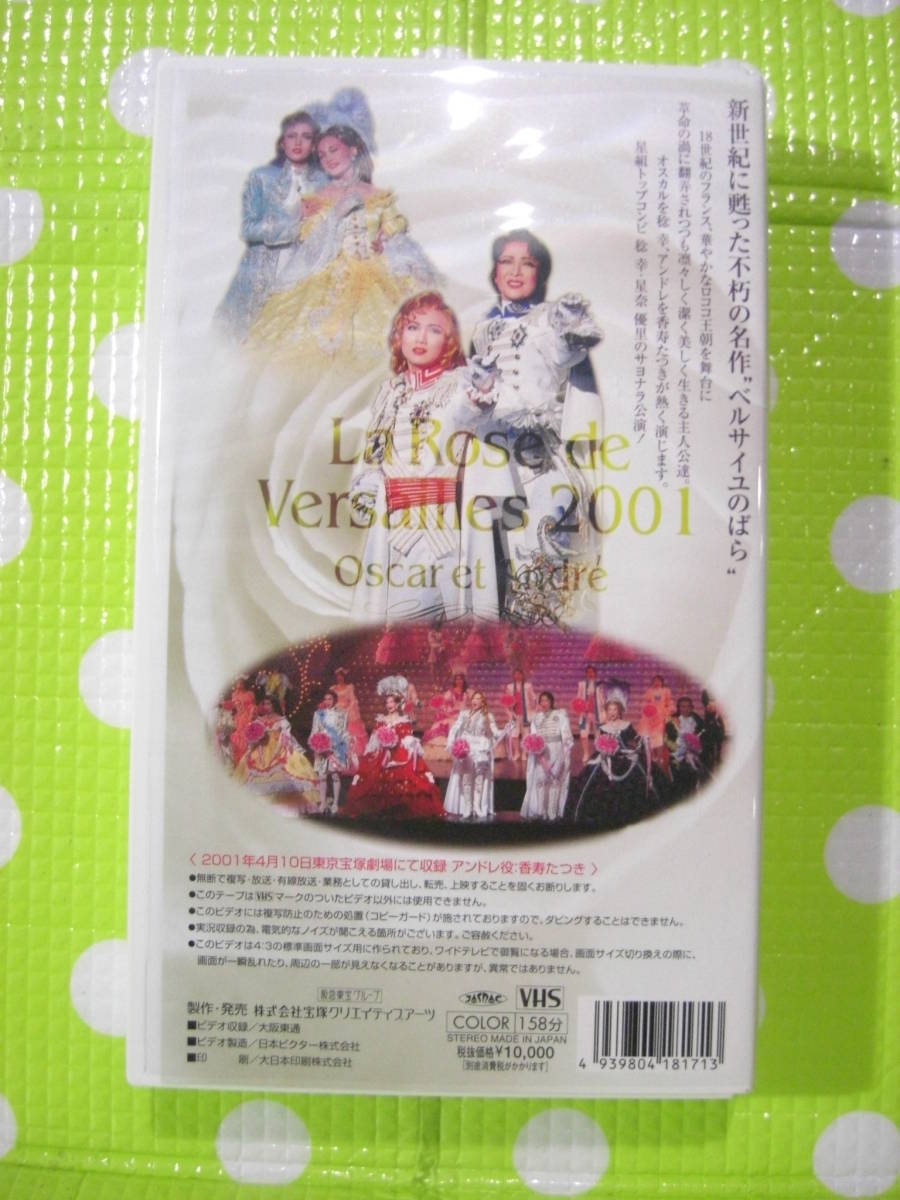 新世紀に甦った不朽の名作"ベルサイユのばら"
18世紀のフランス、華やかなロココ王朝を舞台に
革命の渦に翻弄されつつも凛々しく潔く美しく生きる主人公達。
オスカルを稔 幸、アンドレを香寿たつきが熱く演じます。
星組トップコンビ 稔 幸・星奈 優里のサヨナラ公演!
La Rose de
Versailles 2001
Oscar et André
〈 2001年4月10日東京宝塚劇場にて収録 アンドレ役:香寿たつき 〉
●無断で複写・放送・有線放送・業務としての貸し出し、転売、上映することを固くお断りします。
●このテープはVHSマークのついたビデオ以外には使用できません。
●このビデオには複写防止のための処置(コピーガード)が施されておりますので、ダビングすることはできません。
●実況収録の為、電気的なノイズが聞こえる箇所がございます。ご容赦ください。
●このビデオは4:3の標準画面サイズ用に作られており、ワイドテレビで御覧になる場合、画面サイズ切り換えの際に、
画面が一瞬乱れたり、周辺の一部が見えなくなることがありますが、異常ではありません。
阪急東宝グループ
製作・発売 株式会社宝塚クリエイティブアーツ
■ビデオ収録/大阪東通
■ビデオ製造/日本ビクター株式会社
■印 刷/大日本印刷株式会社
JASRAC VHS
COLOR 158分
STEREO MADE IN JAPAN
税抜価格¥10,000
[別途消費税がかかります]
4 939804 181713